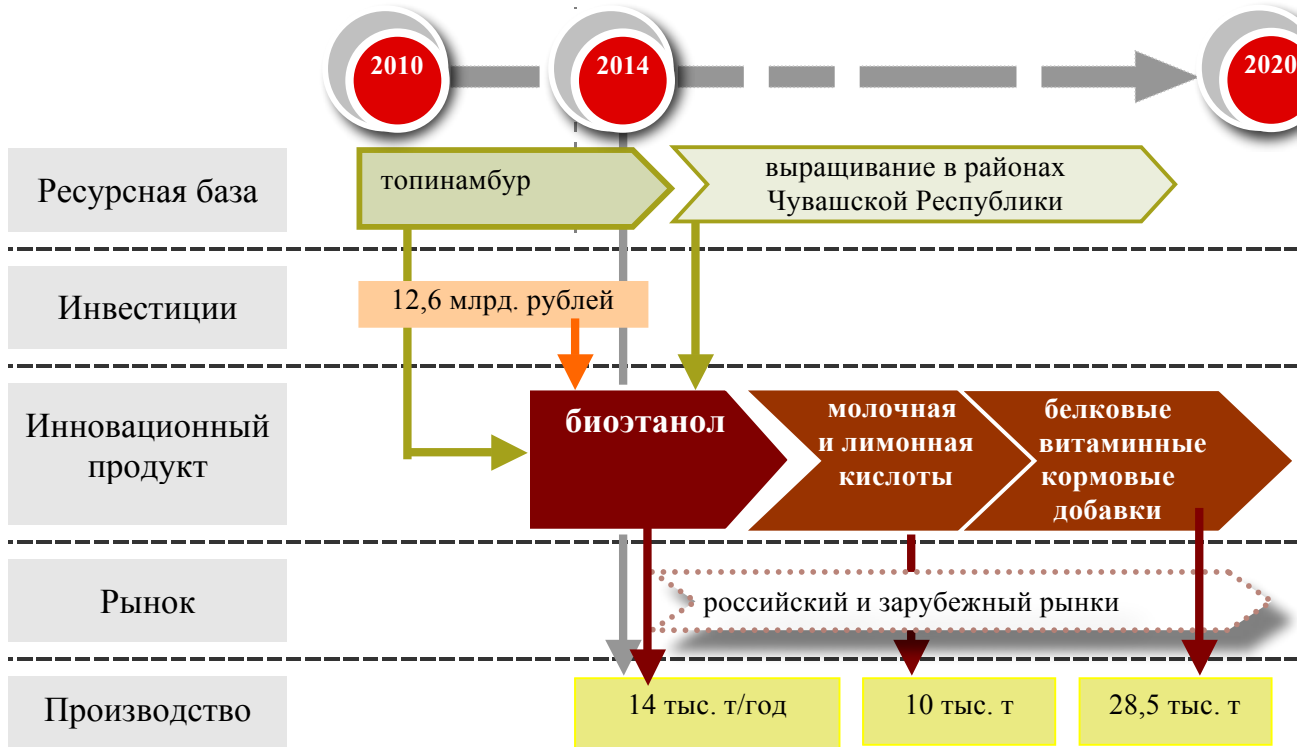 2010
2014
2020
Ресурсная база
топинамбур
выращивание в районах
Чувашской Республики
Инвестиции
12,6 млрд. рублей
Инновационный
продукт
биоэтанол
молочная
и лимонная
кислоты
белковые
витаминные
кормовые
добавки
Рынок
российский и зарубежный рынки
Производство
14 тыс. т/год
10 тыс. т
28,5 тыс. т